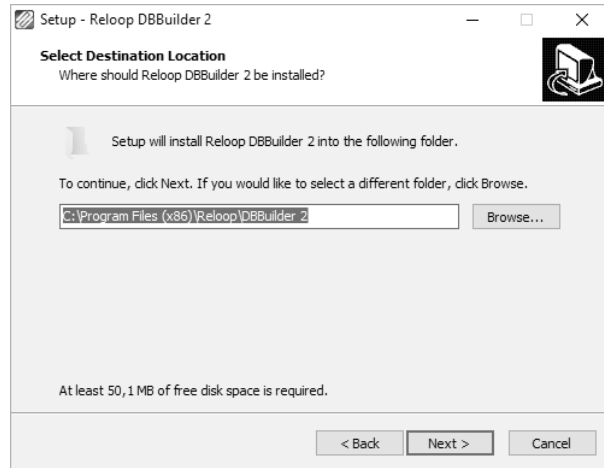 Setup - Reloop DBBuilder 2
Select Destination Location
Where should Reloop DBBuilder 2 be installed?
Setup will install Reloop DBBuilder 2 into the following folder.
To continue, click Next. If you would like to select a different folder, click Browse.
C:\Program Files (x86)\Reloop\DBBuilder 2
Browse...
At least 50,1 MB of free disk space is required.
< Back
Next >
Cancel